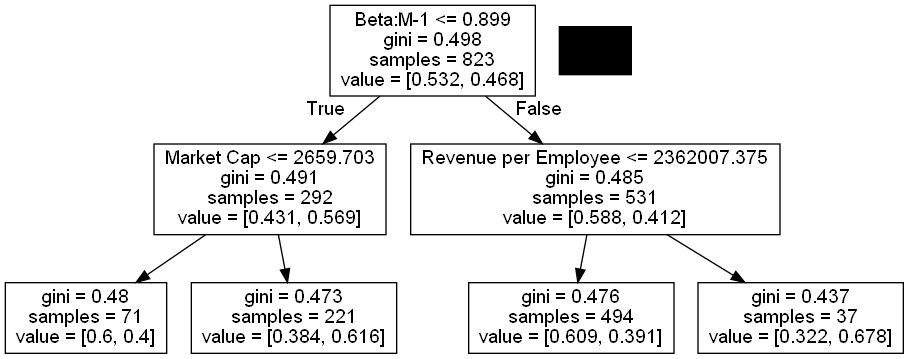 Beta:M-1 <= 0.899
gini = 0.498
samples = 823
value = [0.532, 0.468]
True
False
Market Cap <= 2659.703
gini = 0.491
samples = 292
value = [0.431, 0.569]
Revenue per Employee <= 2362007.375
gini = 0.485
samples = 531
value = [0.588, 0.412]
gini = 0.48
samples = 71
value = [0.6, 0.4]
gini = 0.473
samples = 221
value = [0.384, 0.616]
gini = 0.476
samples = 494
value = [0.609, 0.391]
gini = 0.437
samples = 37
value = [0.322, 0.678]